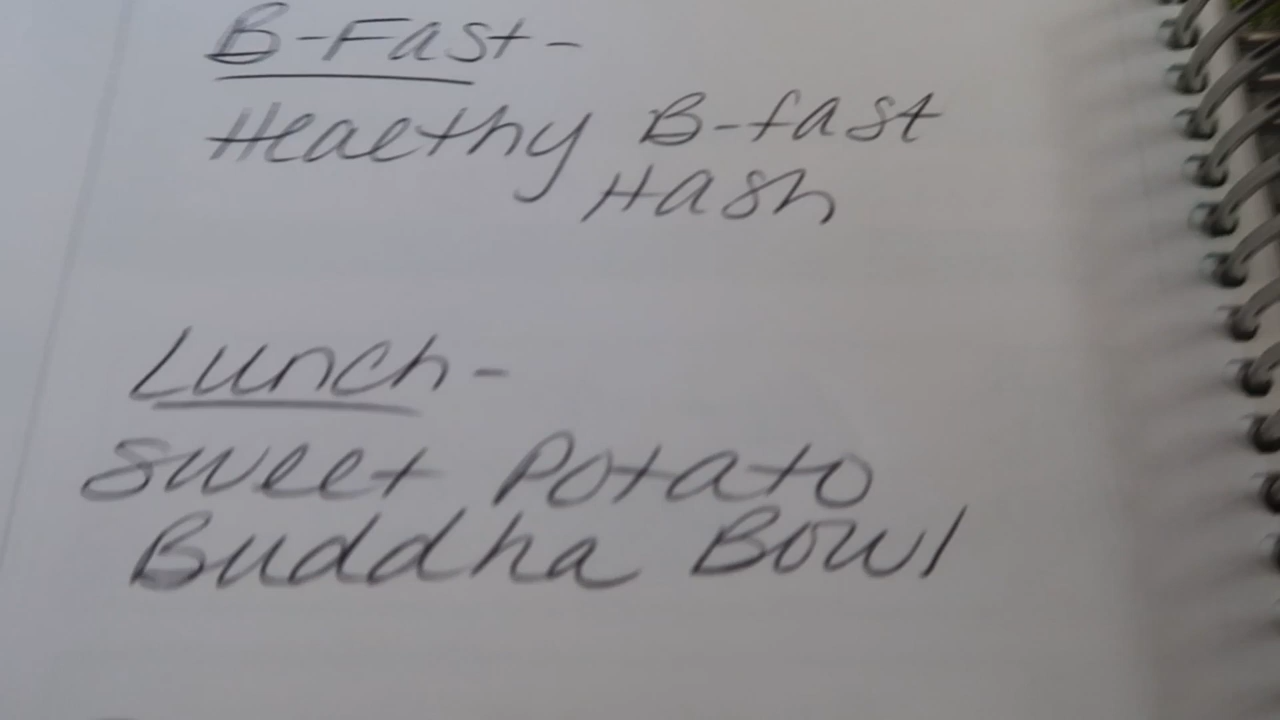 B-Fast-
Healthy B-fast
Hash
Lunch-
Sweet Potato
Buddha Bowl